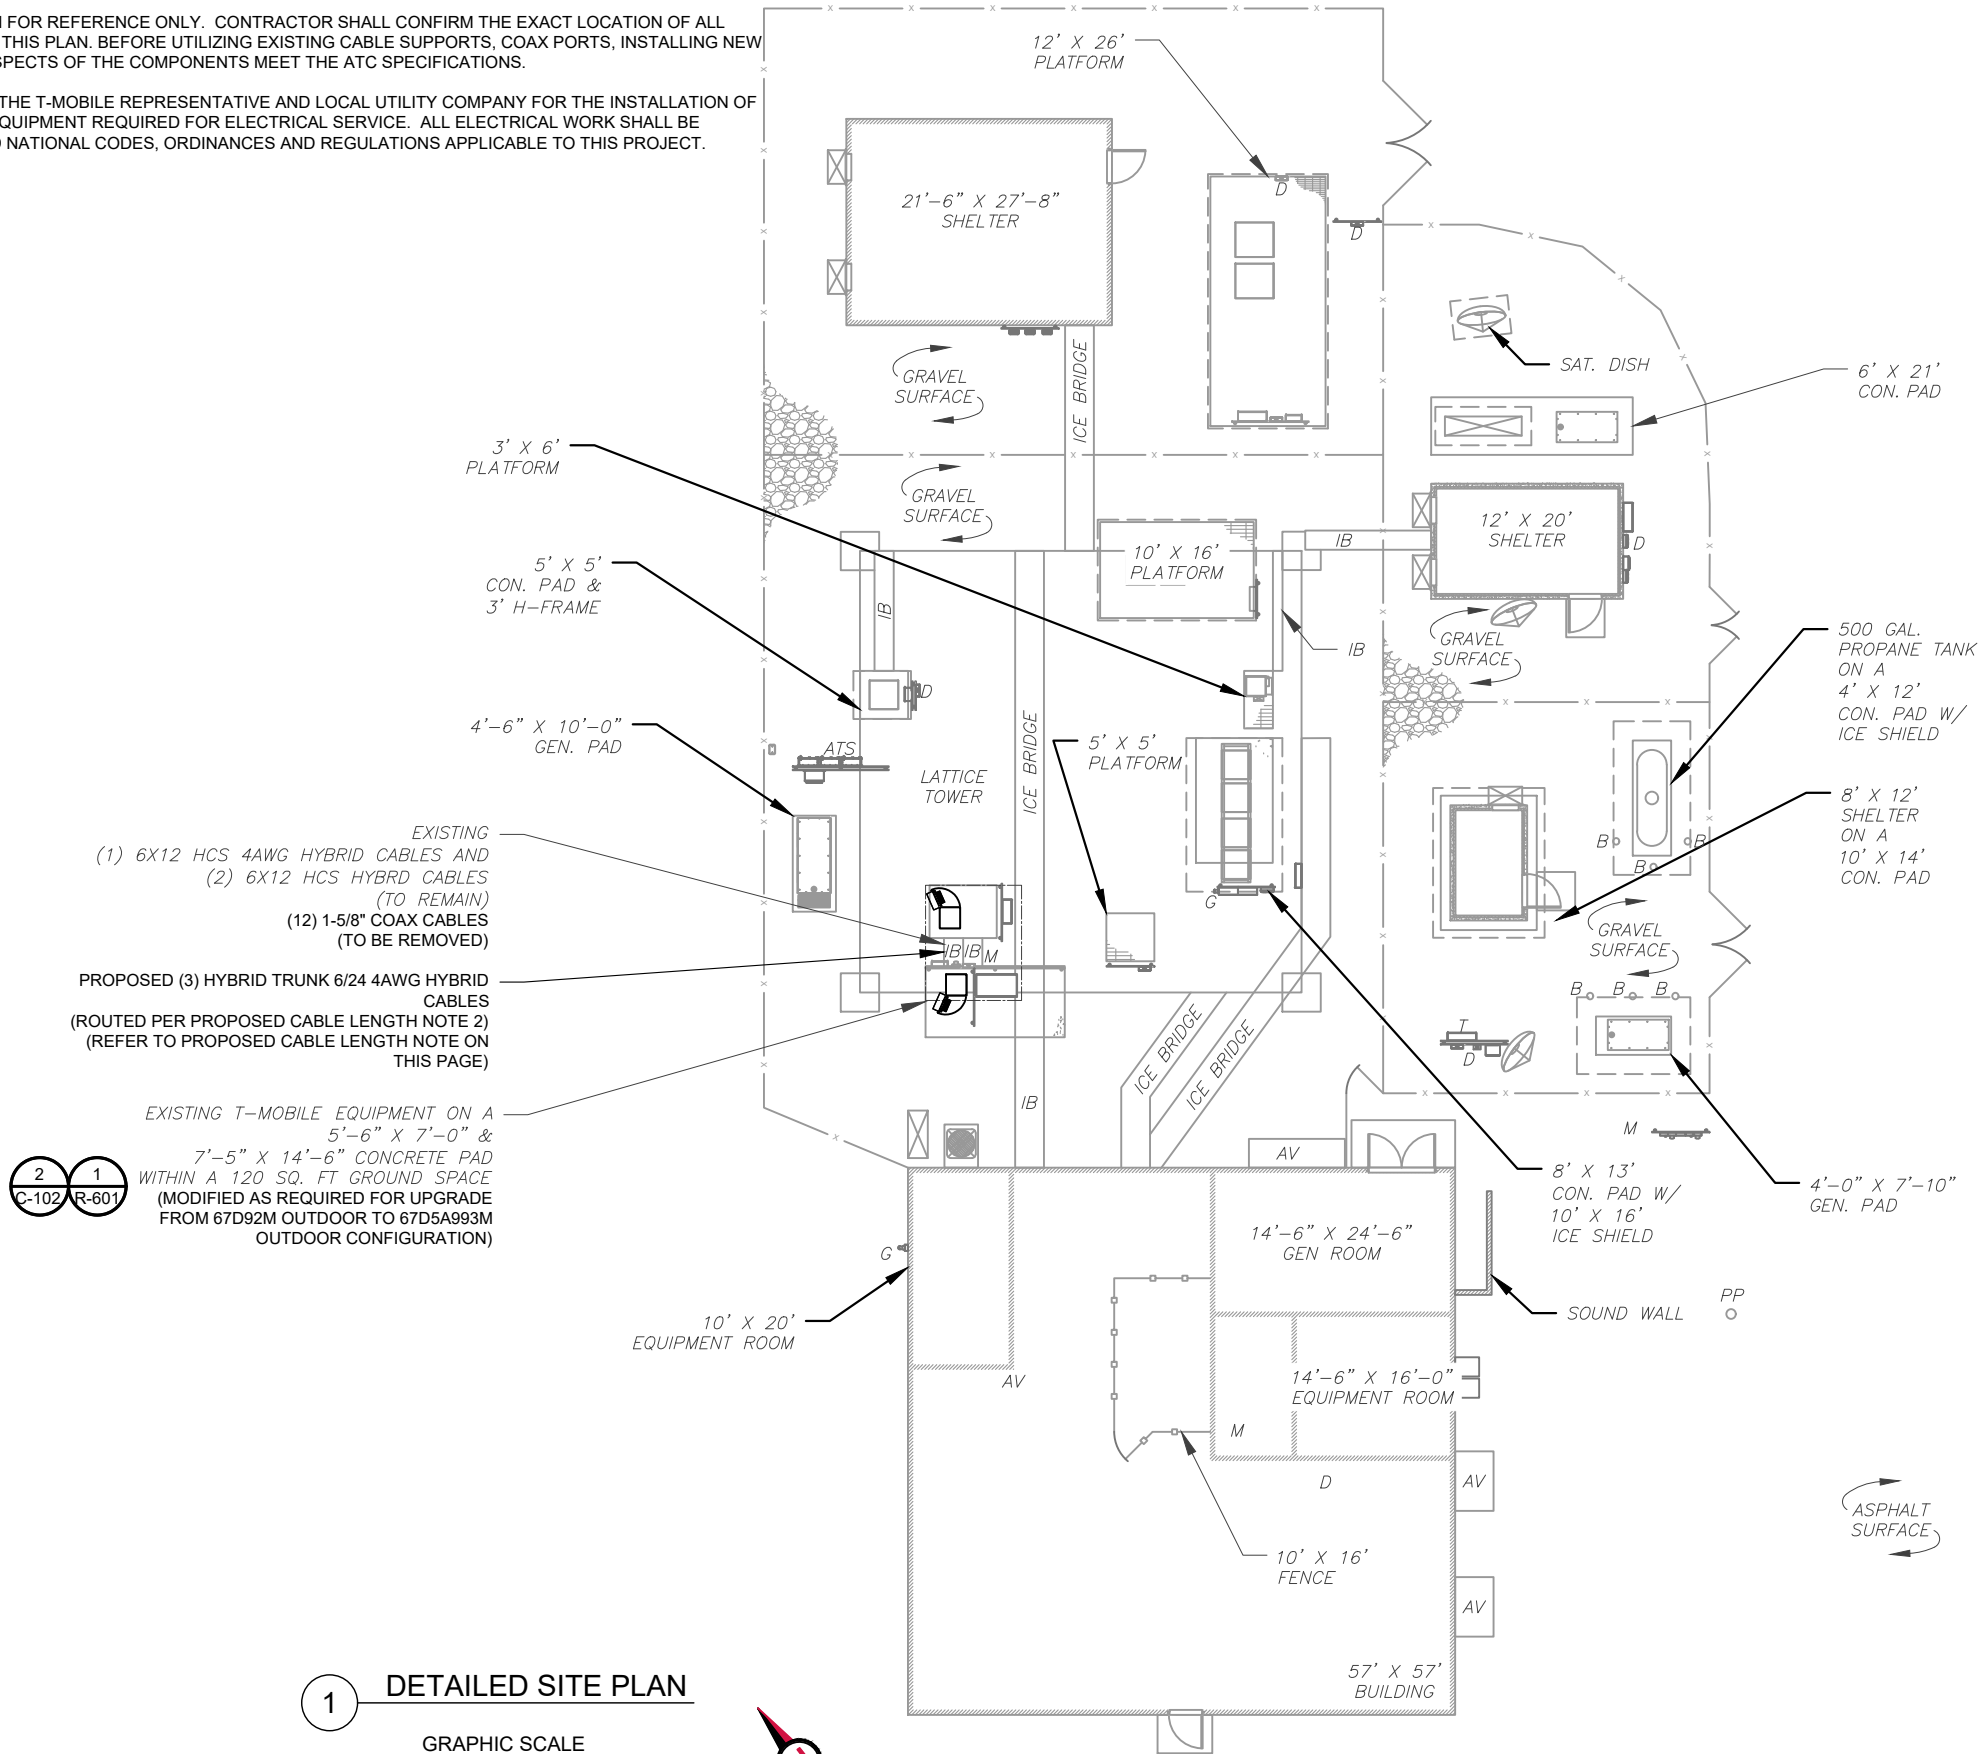 FOR REFERENCE ONLY. CONTRACTOR SHALL CONFIRM THE EXACT LOCATION OF ALL
THIS PLAN. BEFORE UTILIZING EXISTING CABLE SUPPORTS, COAX PORTS, INSTALLING NEW
SPECTS OF THE COMPONENTS MEET THE ATC SPECIFICATIONS.
THE T-MOBILE REPRESENTATIVE AND LOCAL UTILITY COMPANY FOR THE INSTALLATION OF
QUIPMENT REQUIRED FOR ELECTRICAL SERVICE. ALL ELECTRICAL WORK SHALL BE
NATIONAL CODES, ORDINANCES AND REGULATIONS APPLICABLE TO THIS PROJECT.
12' X 26'
PLATFORM
D
21'-6" X 27'-8"
SHELTER
D
SAT. DISH
6' X 21'
CON. PAD
GRAVEL
SURFACE
ICE BRIDGE
3' X 6'
PLATFORM
GRAVEL
SURFACE
12' X 20'
SHELTER
D
IB
10' X 16'
PLATFORM
5' X 5'
CON. PAD &
3' H-FRAME
IB
IB
GRAVEL
SURFACE
500 GAL.
PROPANE TANK
ON A
4' X 12'
CON. PAD W/
ICE SHIELD
D
4'-6" X 10'-0"
GEN. PAD
ATS
LATTICE
TOWER
ICE BRIDGE
5' X 5'
PLATFORM
8' X 12'
SHELTER
ON A
10' X 14'
CON. PAD
B
B
B
G
EXISTING
(1) 6X12 HCS 4AWG HYBRID CABLES AND
(2) 6X12 HCS HYBRD CABLES
(TO REMAIN)
(12) 1-5/8" COAX CABLES
(TO BE REMOVED)
IB
IB
M
GRAVEL
SURFACE
PROPOSED (3) HYBRID TRUNK 6/24 4AWG HYBRID
CABLES
(ROUTED PER PROPOSED CABLE LENGTH NOTE 2)
(REFER TO PROPOSED CABLE LENGTH NOTE ON
THIS PAGE)
B
B
B
T
D
ICE BRIDGE
ICE BRIDGE
IB
EXISTING T-MOBILE EQUIPMENT ON A
5'-6" X 7'-0" &
7'-5" X 14'-6" CONCRETE PAD
WITHIN A 120 SQ. FT GROUND SPACE
(MODIFIED AS REQUIRED FOR UPGRADE
FROM 67D92M OUTDOOR TO 67D5A993M
OUTDOOR CONFIGURATION)
2
C-102
1
R-601
AV
M
8' X 13'
CON. PAD W/
10' X 16'
ICE SHIELD
4'-0" X 7'-10"
GEN. PAD
G
14'-6" X 24'-6"
GEN ROOM
10' X 20'
EQUIPMENT ROOM
SOUND WALL
PP
AV
14'-6" X 16'-0"
EQUIPMENT ROOM
M
D
AV
10' X 16'
FENCE
ASPHALT
SURFACE
AV
57' X 57'
BUILDING
1
DETAILED SITE PLAN
GRAPHIC SCALE